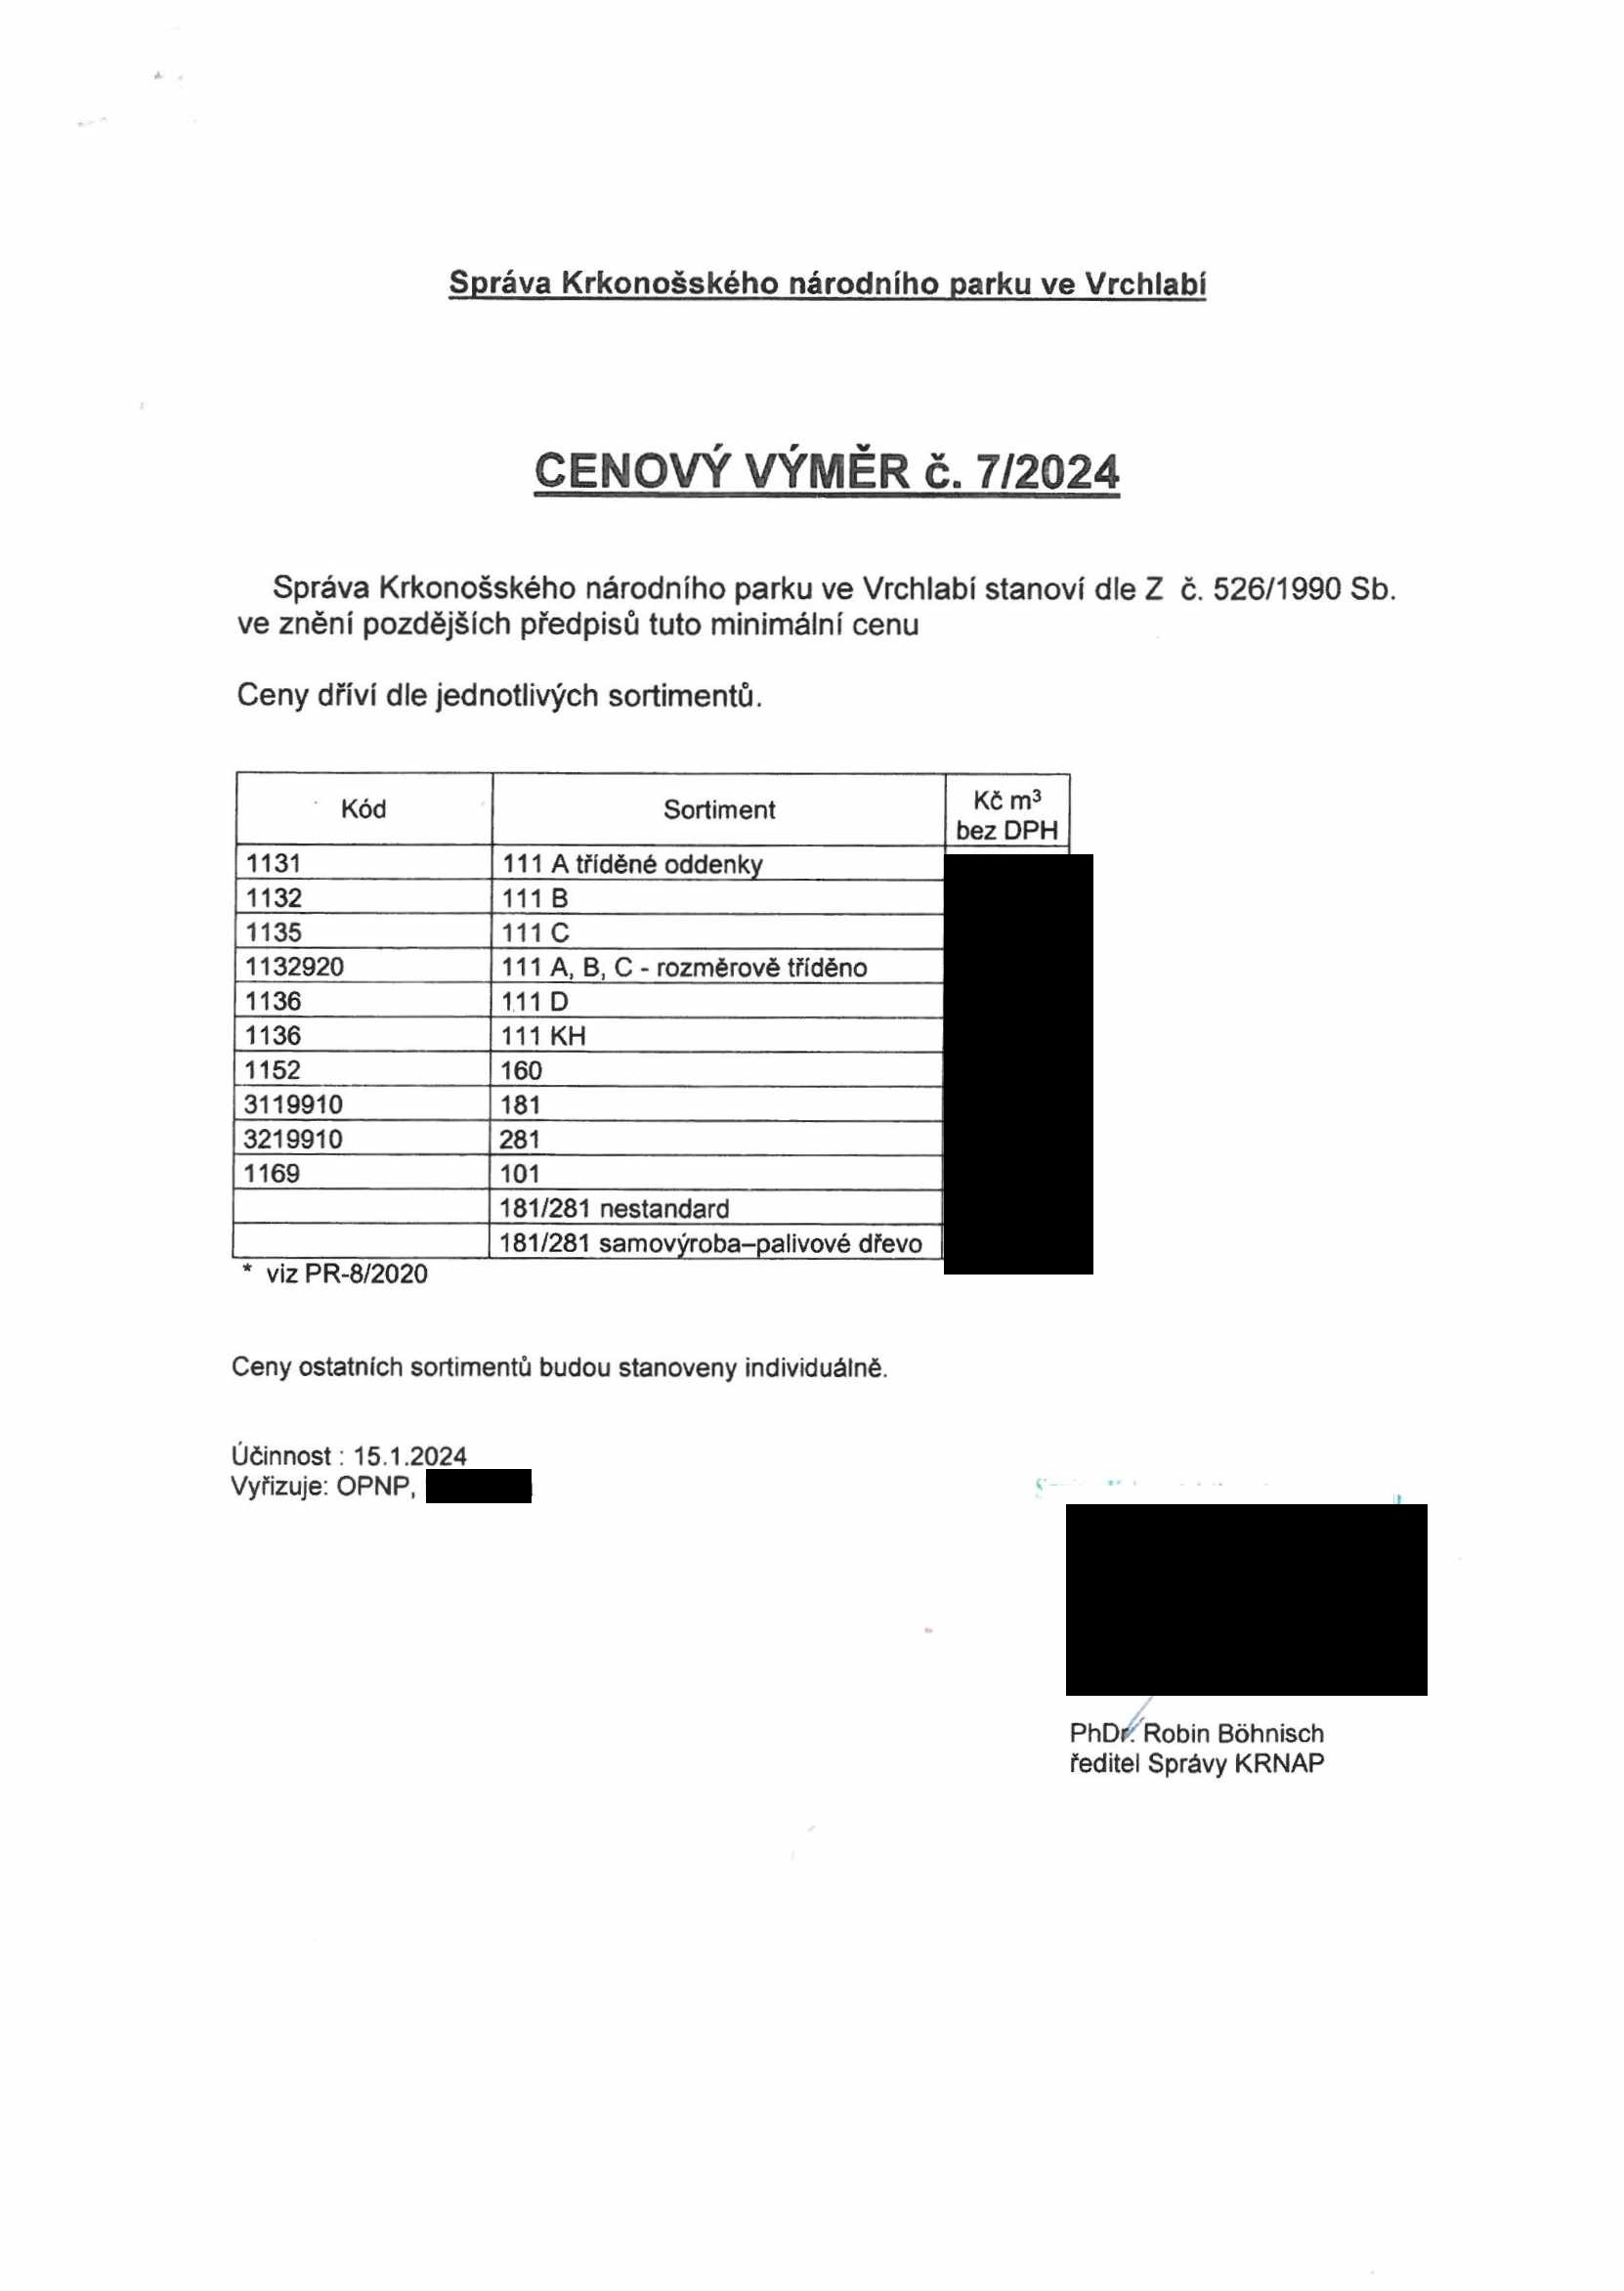 Správa Krkonošského národního parku ve Vrchlabí
CENOVÝ VÝMĚR č. 7/2024
Správa Krkonošského národního parku ve Vrchlabí stanoví dle Z č. 526/1990 Sb.
ve znění pozdějších předpisů tuto minimální cenu
Ceny dříví dle jednotlivých sortimentů.
Kód Sortiment Kč m³
bez DPH
1131 111 A tříděné oddenky
1132 111 B
1135 111 C
1132920 111 A, B, C - rozměrově tříděno
1136 111 D
1136 111 KH
1152 160
3119910 181
3219910 281
1169 101
181/281 nestandard
181/281 samovýroba–palivové dřevo
* viz PR-8/2020
Ceny ostatních sortimentů budou stanoveny individuálně.
Účinnost : 15.1.2024
Vyřizuje: OPNP,
PhDr. Robin Böhnisch
ředitel Správy KRNAP